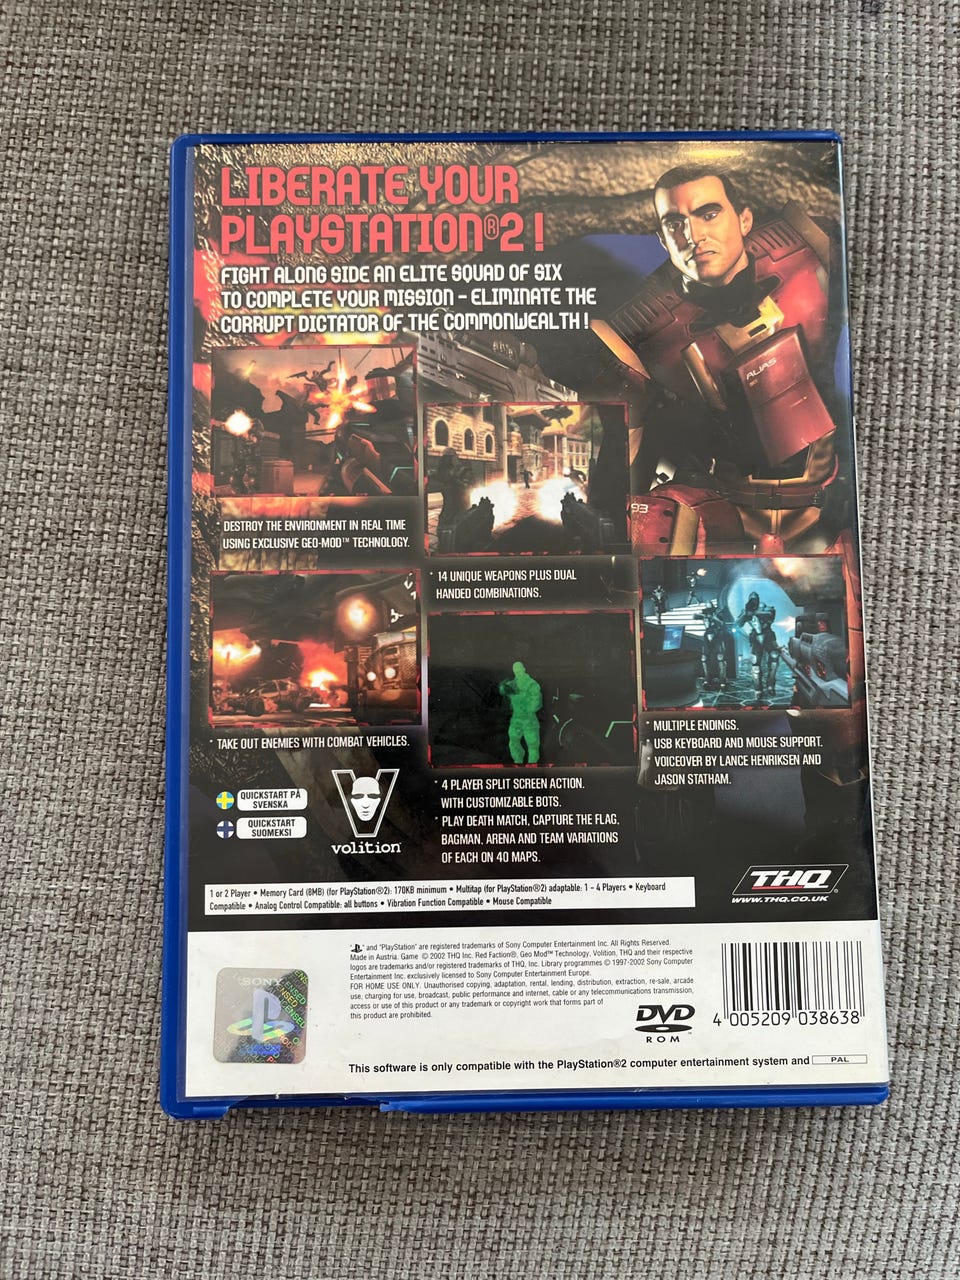 LIBERATE YOUR
PLAYSTATION®2 !
FIGHT ALONG SIDE AN ELITE SQUAD OF SIX
TO COMPLETE YOUR MISSION – ELIMINATE THE
CORRUPT DICTATOR OF THE COMMONWEALTH !
ALIAS
93
* DESTROY THE ENVIRONMENT IN REAL TIME
USING EXCLUSIVE GEO-MOD™ TECHNOLOGY.
* 14 UNIQUE WEAPONS PLUS DUAL
HANDED COMBINATIONS.
* TAKE OUT ENEMIES WITH COMBAT VEHICLES.
* MULTIPLE ENDINGS.
* USB KEYBOARD AND MOUSE SUPPORT.
* VOICEOVER BY LANCE HENRIKSEN AND
JASON STATHAM.
* 4 PLAYER SPLIT SCREEN ACTION.
WITH CUSTOMIZABLE BOTS.
* PLAY DEATH MATCH, CAPTURE THE FLAG,
BAGMAN, ARENA AND TEAM VARIATIONS
OF EACH ON 40 MAPS.
QUICKSTART PÅ
SVENSKA
QUICKSTART
SUOMEKSI
volition
THQ
WWW.THQ.CO.UK
1 or 2 Player • Memory Card (8MB) (for PlayStation®2): 170KB minimum • Multitap (for PlayStation®2) adaptable: 1 – 4 Players • Keyboard
Compatible • Analog Control Compatible: all buttons • Vibration Function Compatible • Mouse Compatible
" " and "PlayStation" are registered trademarks of Sony Computer Entertainment Inc. All Rights Reserved.
Made in Austria. Game © 2002 THQ Inc. Red Faction®, Geo Mod™ Technology, Volition, THQ and their respective
logos are trademarks and/or registered trademarks of THQ, Inc. Library programmes © 1997-2002 Sony Computer
Entertainment Inc. exclusively licensed to Sony Computer Entertainment Europe.
FOR HOME USE ONLY. Unauthorised copying, adaptation, rental, lending, distribution, extraction, re-sale, arcade
use, charging for use, broadcast, public performance and internet, cable or any telecommunications transmission,
access or use of this product or any trademark or copyright work that forms part of
this product are prohibited.
SONY
DVD
ROM
4 005209 038638
This software is only compatible with the PlayStation®2 computer entertainment system and PAL